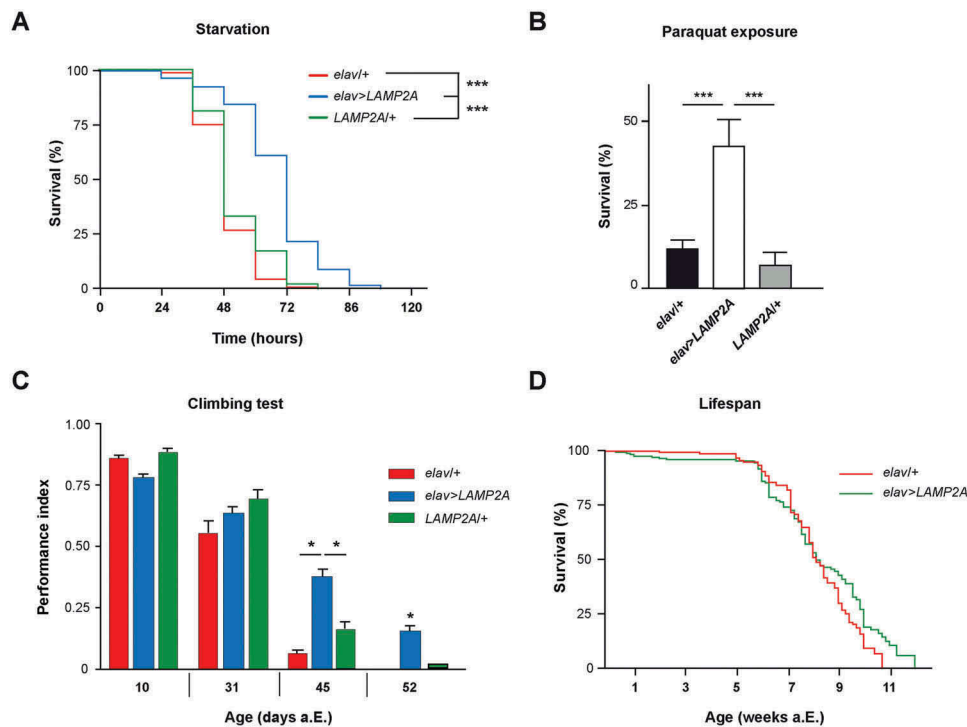 A
Starvation
Survival (%)
100
75
50
25
0
0 24 48 72 86 120
Time (hours)
elav/+
elav>LAMP2A
LAMP2A/+
***
***
B
Paraquat exposure
Survival (%)
50
25
0
*** ***
elav/+
elav>LAMP2A
LAMP2A/+
C
Climbing test
Performance index
1.00
0.75
0.50
0.25
0
elav/+
elav>LAMP2A
LAMP2A/+
* *
*
10 31 45 52
Age (days a.E.)
D
Lifespan
Survival (%)
100
75
50
25
0
elav/+
elav>LAMP2A
1 3 5 7 9 11
Age (weeks a.E.)